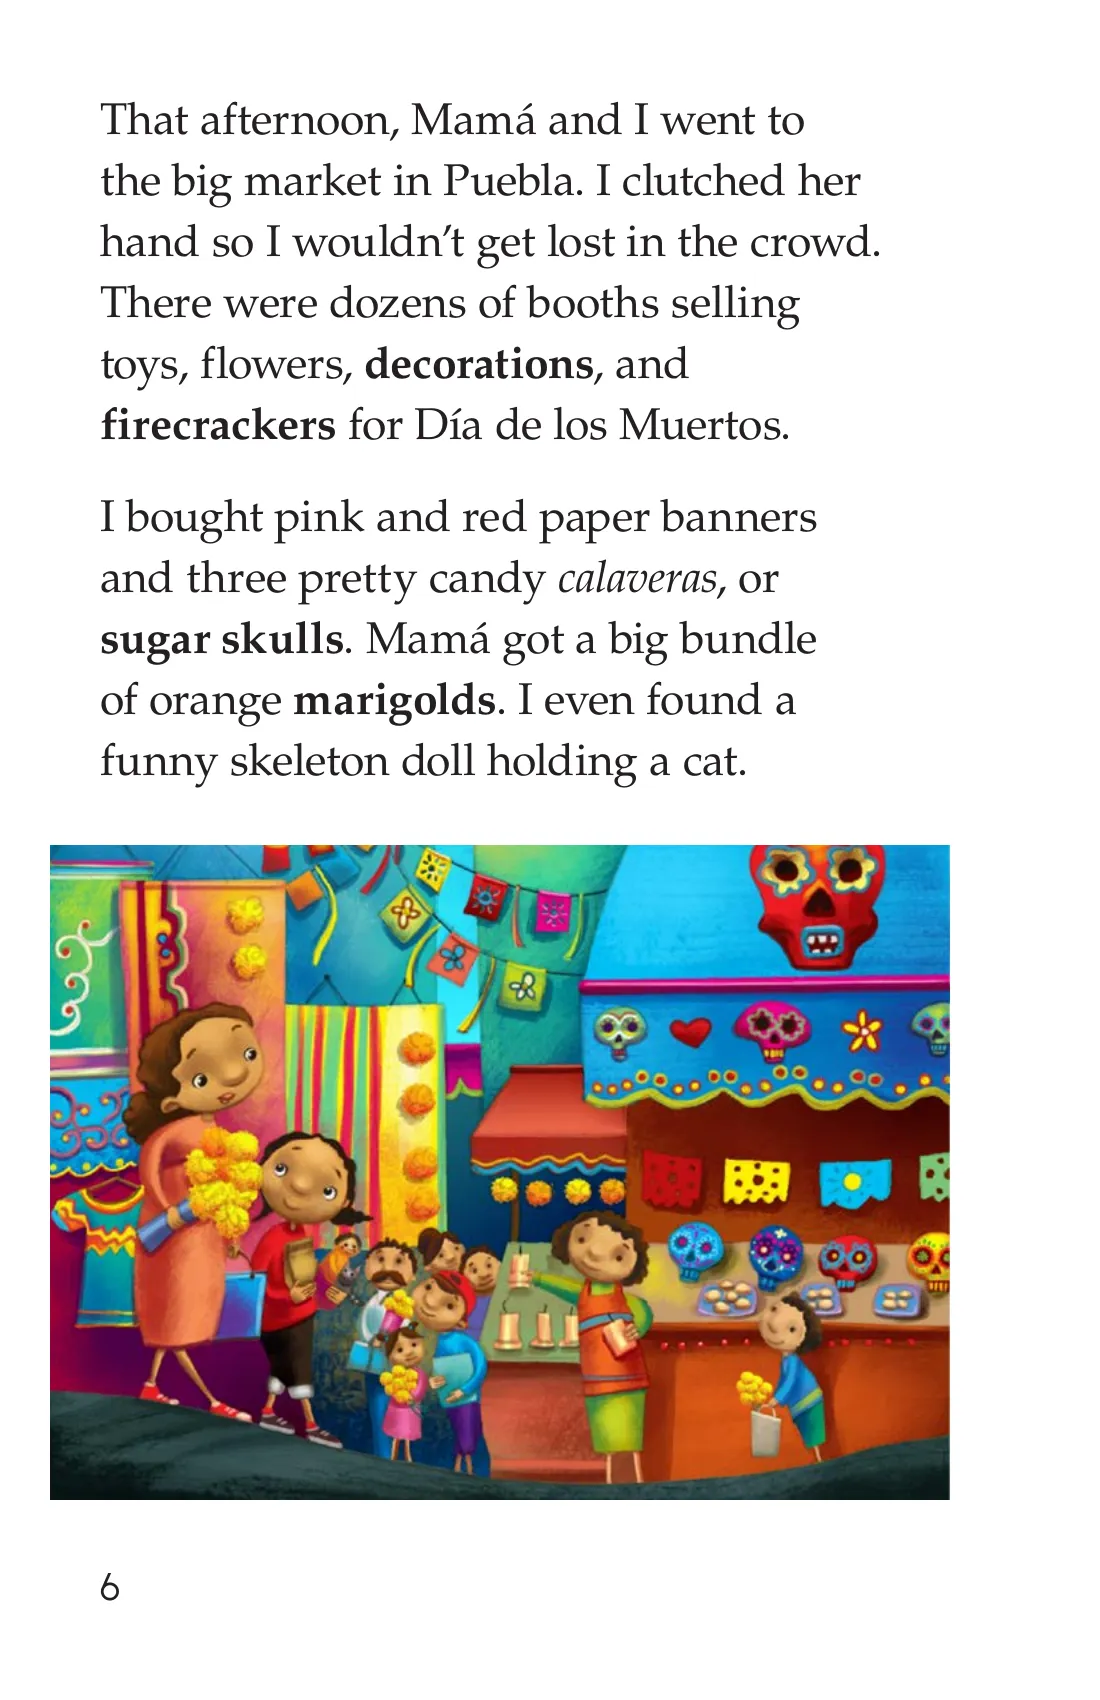 That afternoon, Mamá and I went to
the big market in Puebla. I clutched her
hand so I wouldn’t get lost in the crowd.
There were dozens of booths selling
toys, flowers, decorations, and
firecrackers for Día de los Muertos.
I bought pink and red paper banners
and three pretty candy calaveras, or
sugar skulls. Mamá got a big bundle
of orange marigolds. I even found a
funny skeleton doll holding a cat.
6